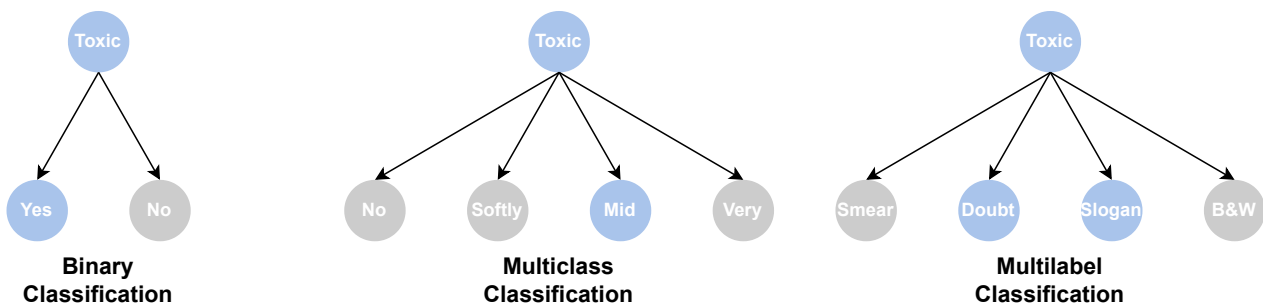 Toxic
Yes
No
Binary
Classification
Toxic
No
Softly
Mid
Very
Multiclass
Classification
Toxic
Smear
Doubt
Slogan
B&W
Multilabel
Classification